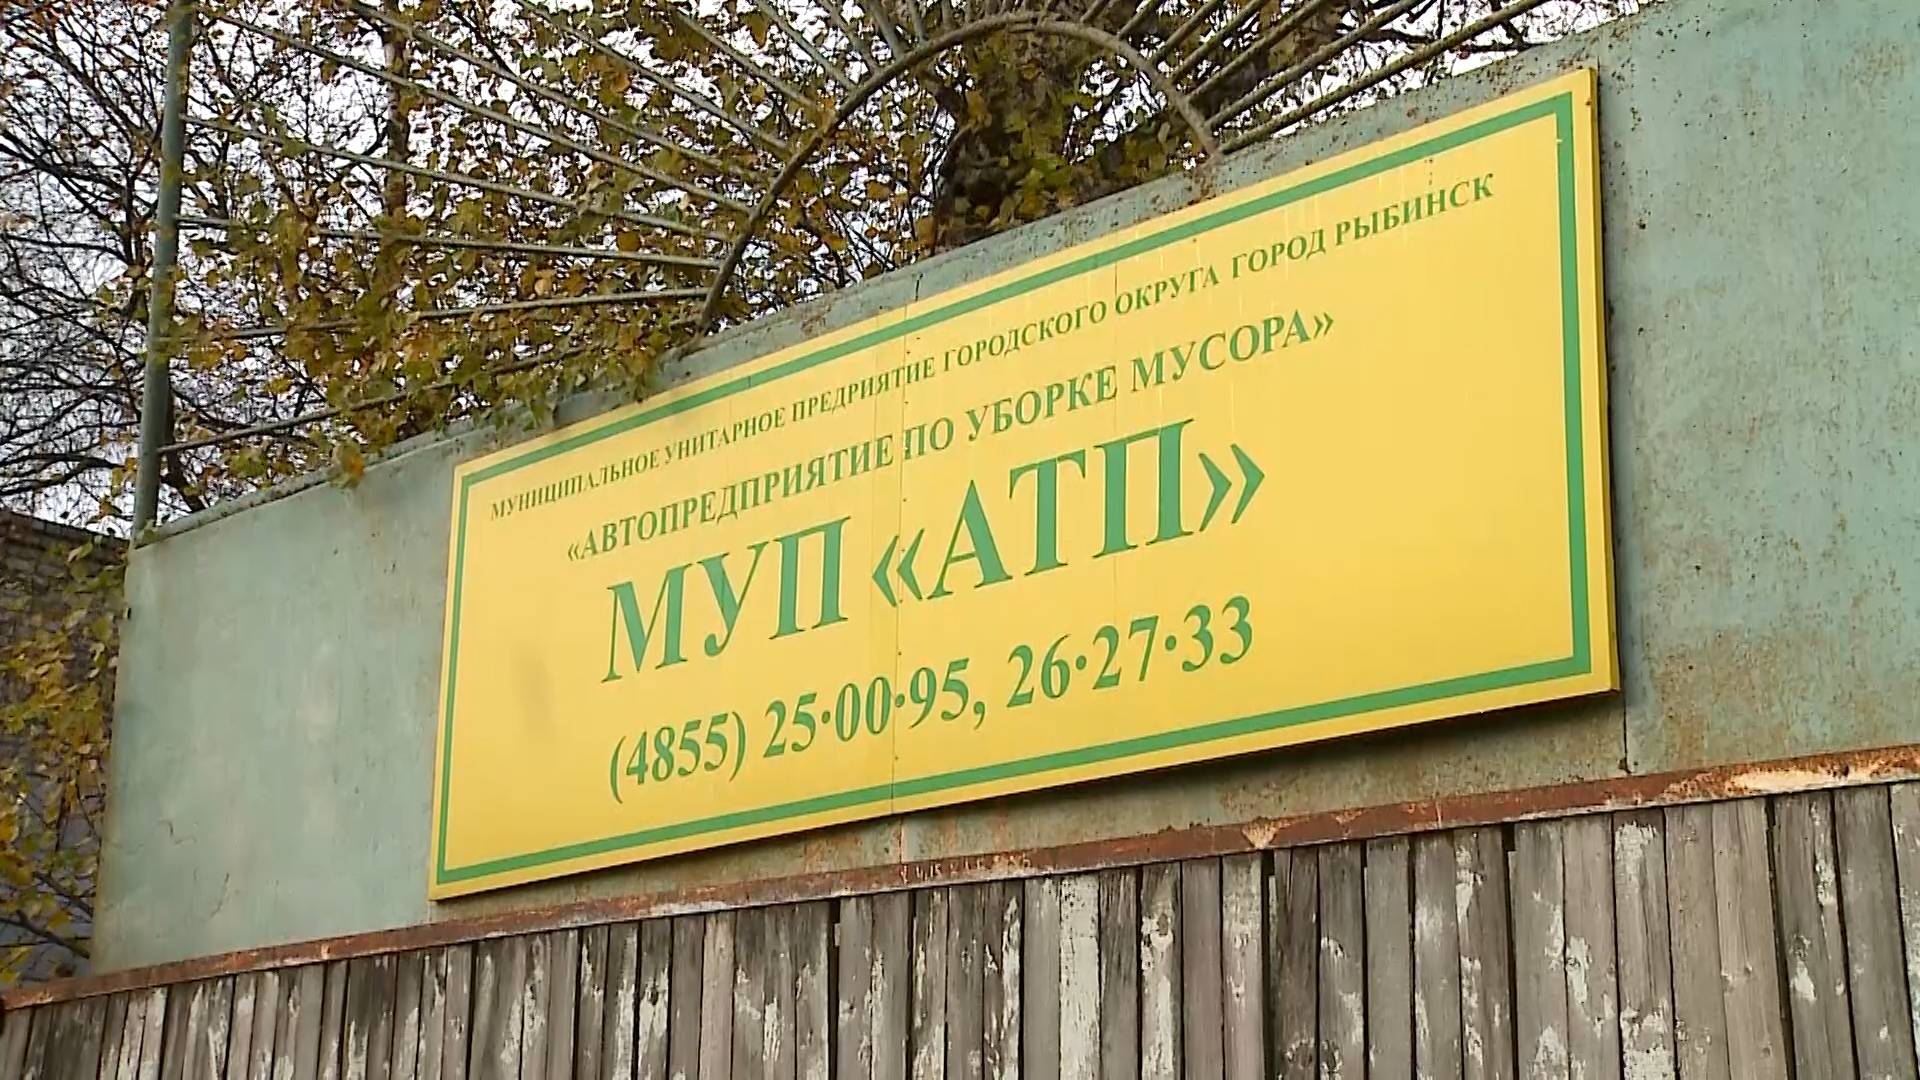 МУНИЦИПАЛЬНОЕ УНИТАРНОЕ ПРЕДРИЯТИЕ ГОРОДСКОГО ОКРУГА ГОРОД РЫБИНСК
«АВТОПРЕДПРИЯТИЕ ПО УБОРКЕ МУСОРА»
МУП «АТП»
(4855) 25·00·95, 26·27·33